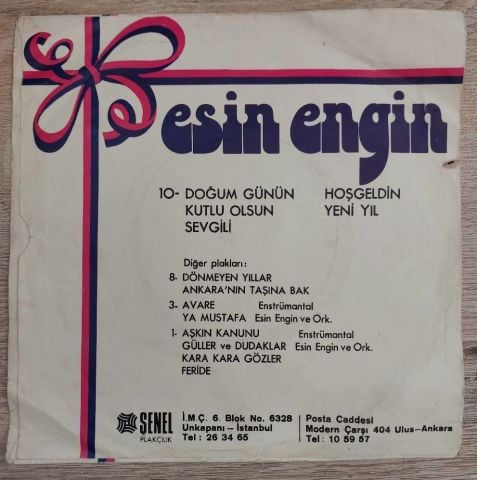 esin engin
10- DOĞUM GÜNÜN HOŞGELDİN
KUTLU OLSUN YENİ YIL
SEVGİLİ
Diğer plakları:
8- DÖNMEYEN YILLAR
ANKARA'NIN TAŞINA BAK
3- AVARE Enstrümantal
YA MUSTAFA Esin Engin ve Ork.
1- AŞKIN KANUNU Enstrümantal
GÜLLER ve DUDAKLAR Esin Engin ve Ork.
KARA KARA GÖZLER
FERİDE
ŞENEL
PLAKÇILIK
İ.M.Ç. 6. Blok No. 6328
Unkapanı – İstanbul
Tel : 26 34 65
Posta Caddesi
Modern Çarşı 404 Ulus-Ankara
Tel : 10 59 57